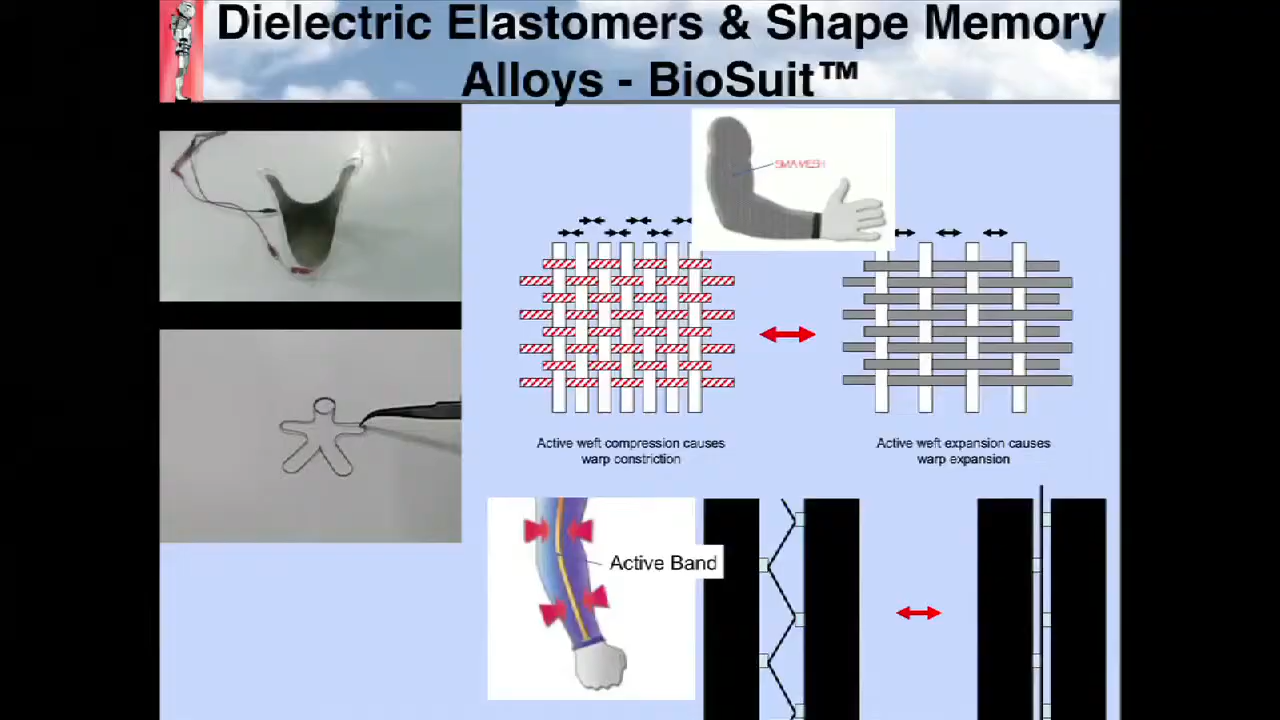 Dielectric Elastomers & Shape Memory
Alloys - BioSuit™
SMA MESH
Active weft compression causes
warp constriction
Active weft expansion causes
warp expansion
Active Band